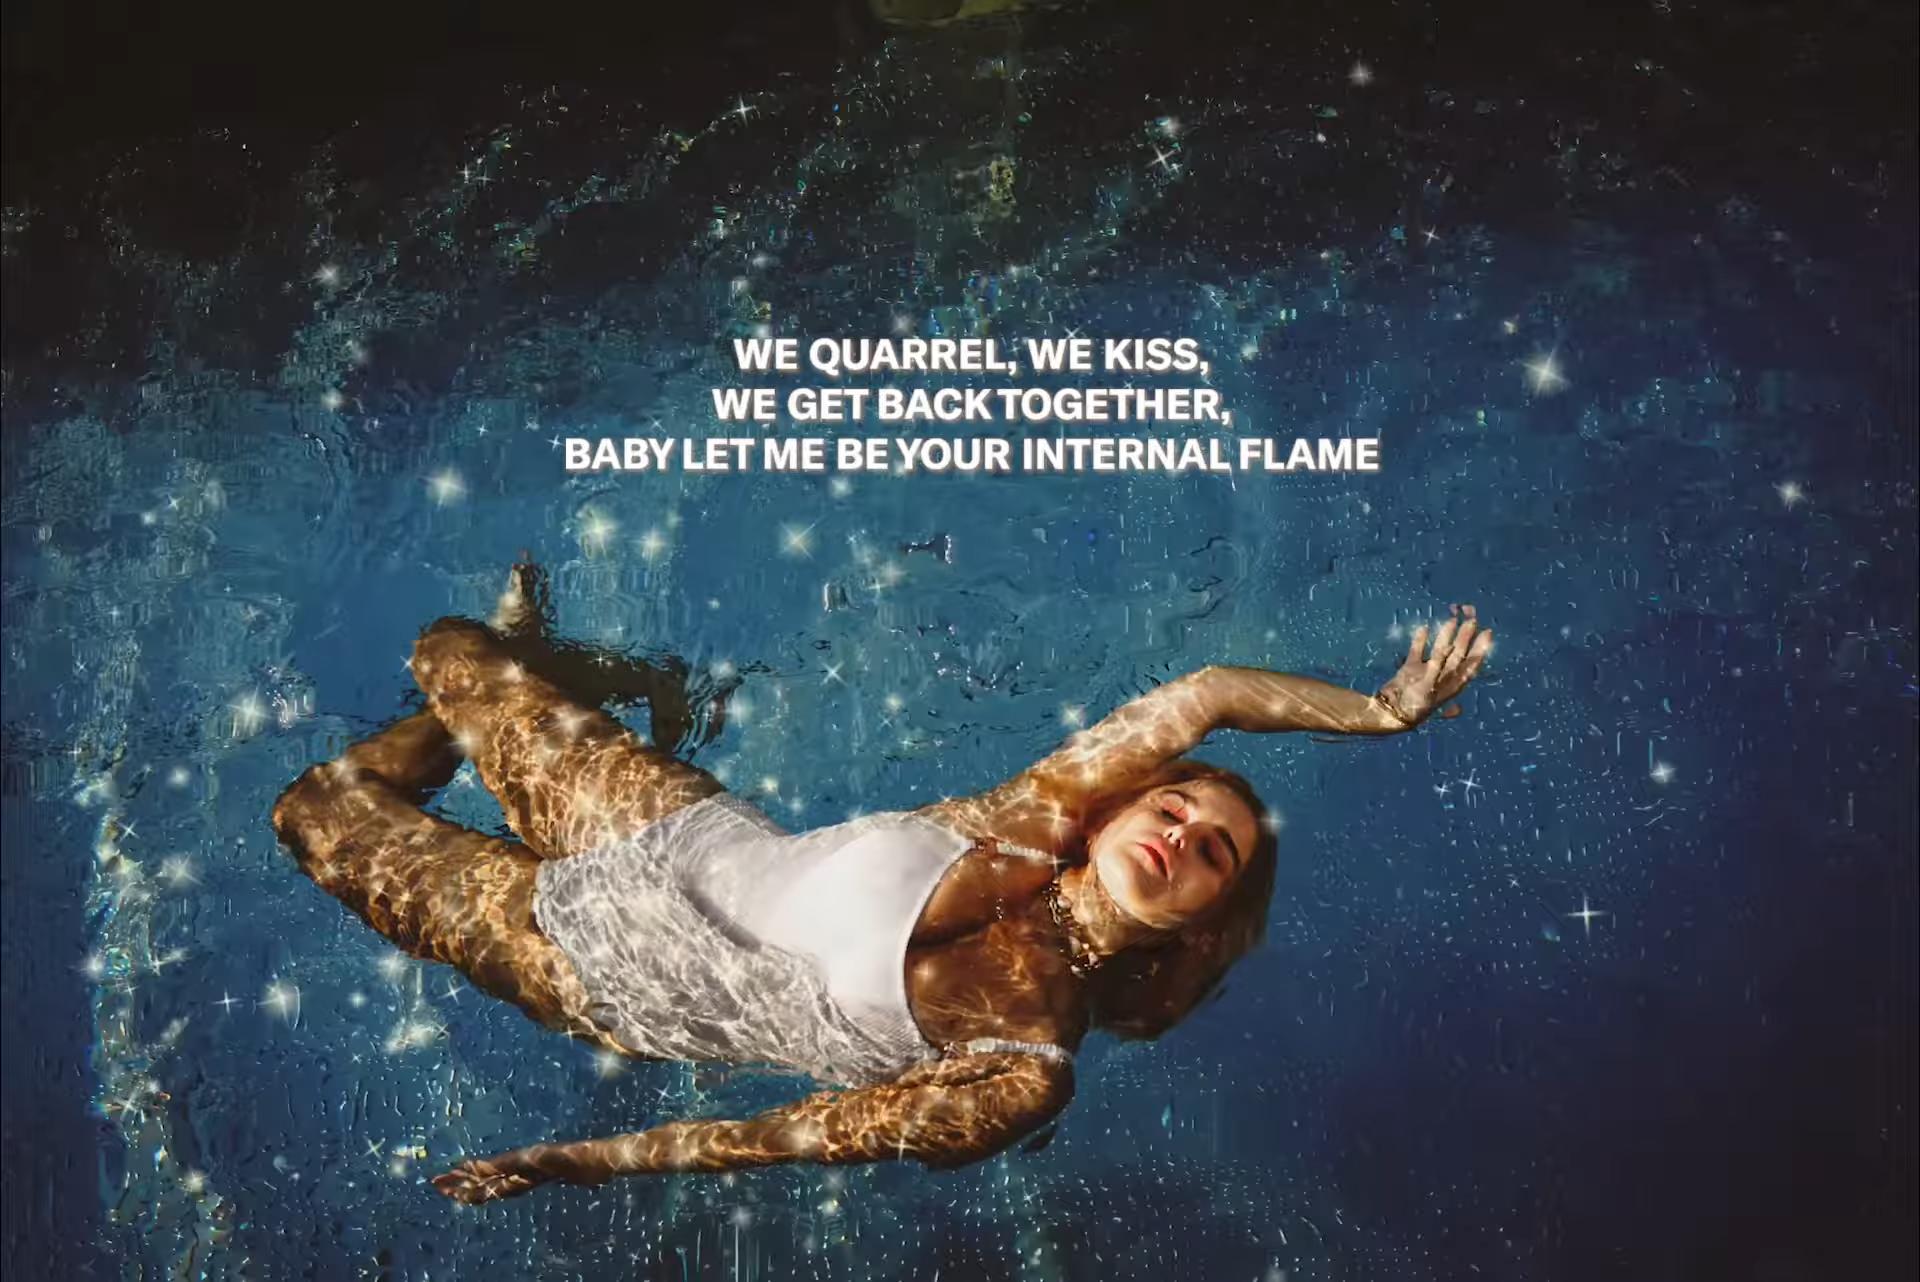 WE QUARREL, WE KISS,
WE GET BACK TOGETHER,
BABY LET ME BE YOUR INTERNAL FLAME